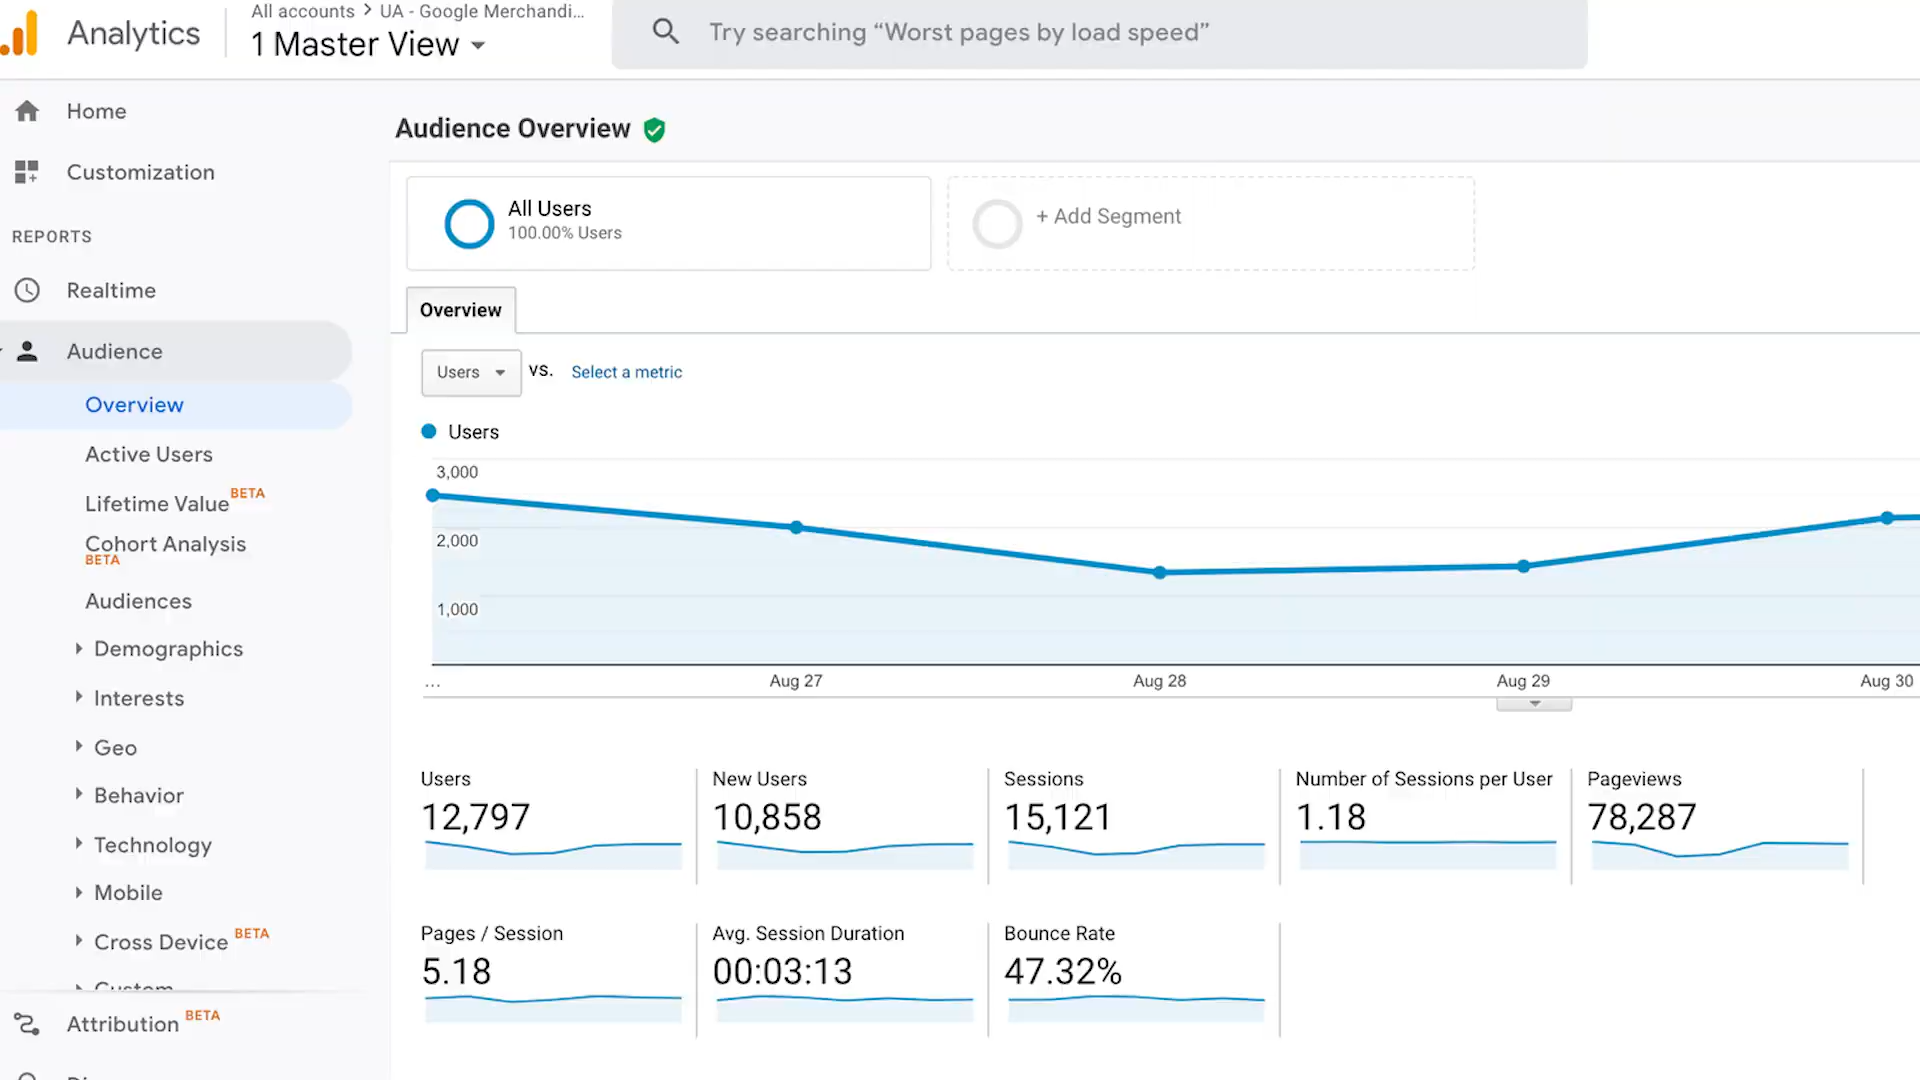 Analytics
All accounts > UA - Google Merchandi...
1 Master View
Try searching “Worst pages by load speed”
Home
Customization
REPORTS
Realtime
Audience
Overview
Active Users
Lifetime Value BETA
Cohort Analysis
BETA
Audiences
Demographics
Interests
Geo
Behavior
Technology
Mobile
Cross Device BETA
Custom
Attribution BETA
Audience Overview
All Users
100.00% Users
+ Add Segment
Overview
Users
VS.
Select a metric
Users
3,000
2,000
1,000
...
Aug 27
Aug 28
Aug 29
Aug 30
Users
12,797
New Users
10,858
Sessions
15,121
Number of Sessions per User
1.18
Pageviews
78,287
Pages / Session
5.18
Avg. Session Duration
00:03:13
Bounce Rate
47.32%